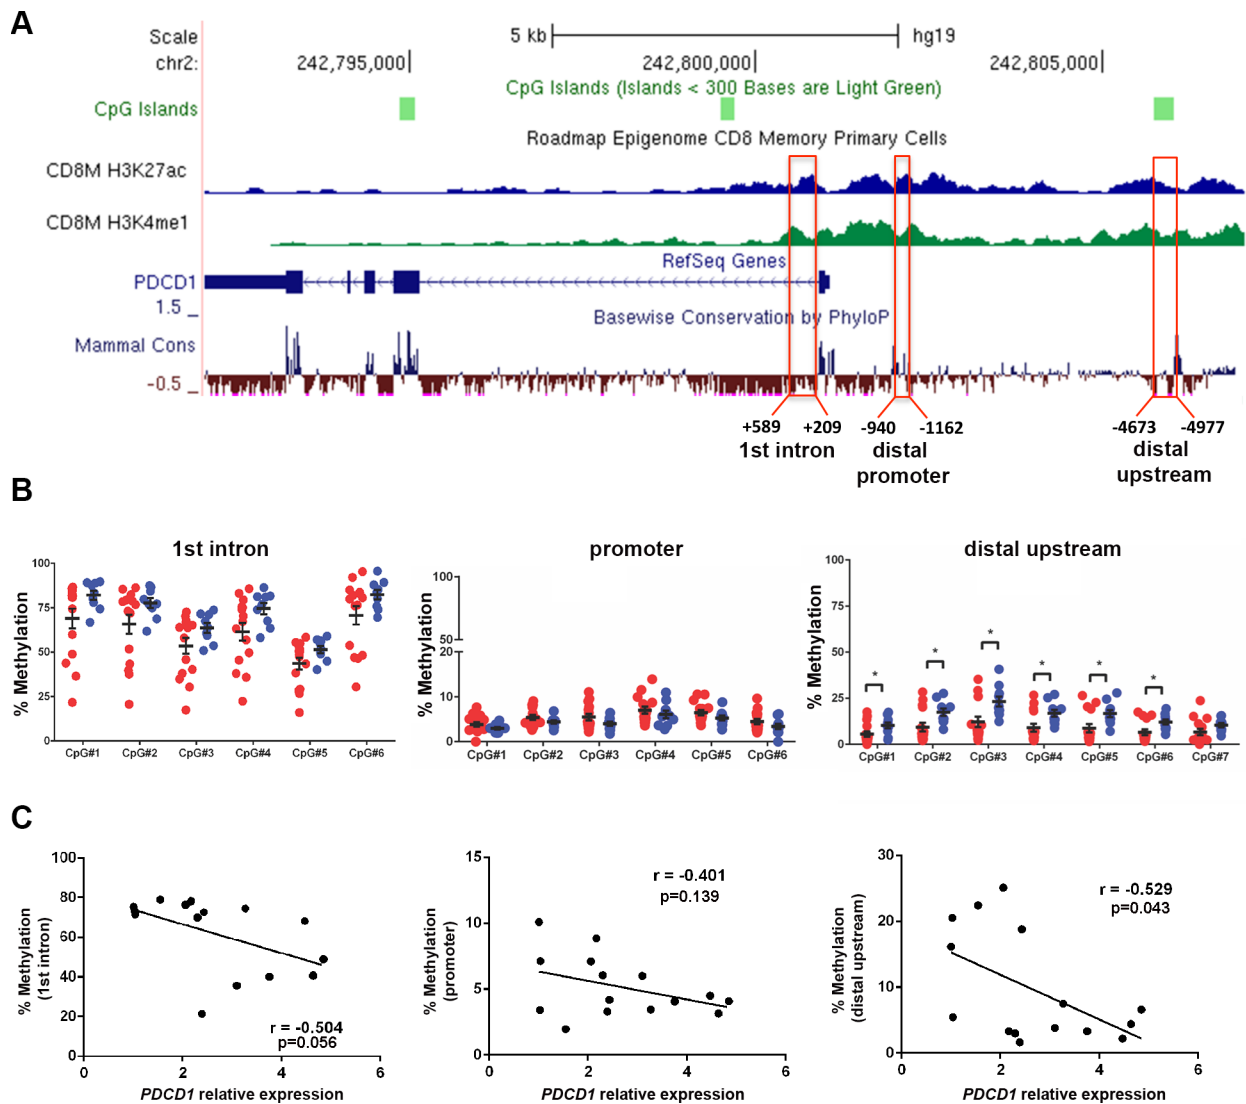 A
Scale
5 kb
hg19
chr2:
242,795,000
242,800,000
242,805,000
CpG Islands (Islands < 300 Bases are Light Green)
CpG Islands
Roadmap Epigenome CD8 Memory Primary Cells
CD8M H3K27ac
CD8M H3K4me1
RefSeq Genes
PDCD1
1.5 _
Basewise Conservation by PhyloP
Mammal Cons
-0.5 _
+589
+209
-940
-1162
-4673
-4977
1st intron
distal
promoter
distal
upstream
B
1st intron
% Methylation
100
75
50
25
0
CpG#1
CpG#2
CpG#3
CpG#4
CpG#5
CpG#6
promoter
% Methylation
100
50
20
10
0
CpG#1
CpG#2
CpG#3
CpG#4
CpG#5
CpG#6
distal upstream
% Methylation
100
75
50
25
0
*
*
*
*
*
*
CpG#1
CpG#2
CpG#3
CpG#4
CpG#5
CpG#6
CpG#7
C
% Methylation
(1st intron)
100
80
60
40
20
0
r = -0.504
p=0.056
0
2
4
6
PDCD1 relative expression
% Methylation
(promoter)
15
10
5
0
r = -0.401
p=0.139
0
2
4
6
PDCD1 relative expression
% Methylation
(distal upstream)
30
20
10
0
r = -0.529
p=0.043
0
2
4
6
PDCD1 relative expression